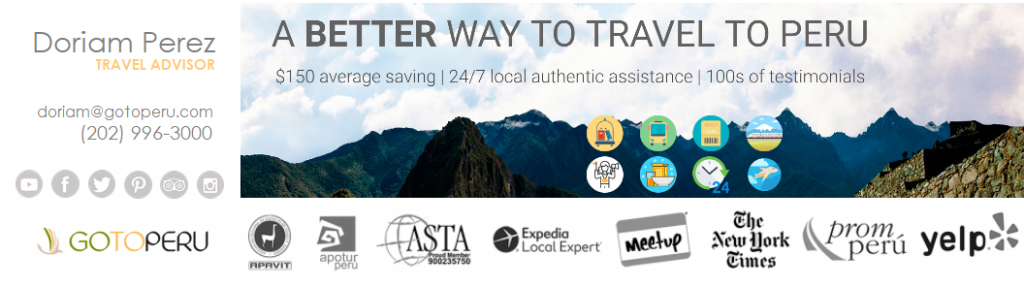 Doriam Perez
TRAVEL ADVISOR
doriam@gotoperu.com
(202) 996-3000
GOTOPERU
A BETTER WAY TO TRAVEL TO PERU
$150 average saving | 24/7 local authentic assistance | 100s of testimonials
24
APAVIT
apotur
peru
ASTA
Proud Member
900235750
Expedia
Local Expert
Meetup
The
New York
Times
prom
perú
yelp